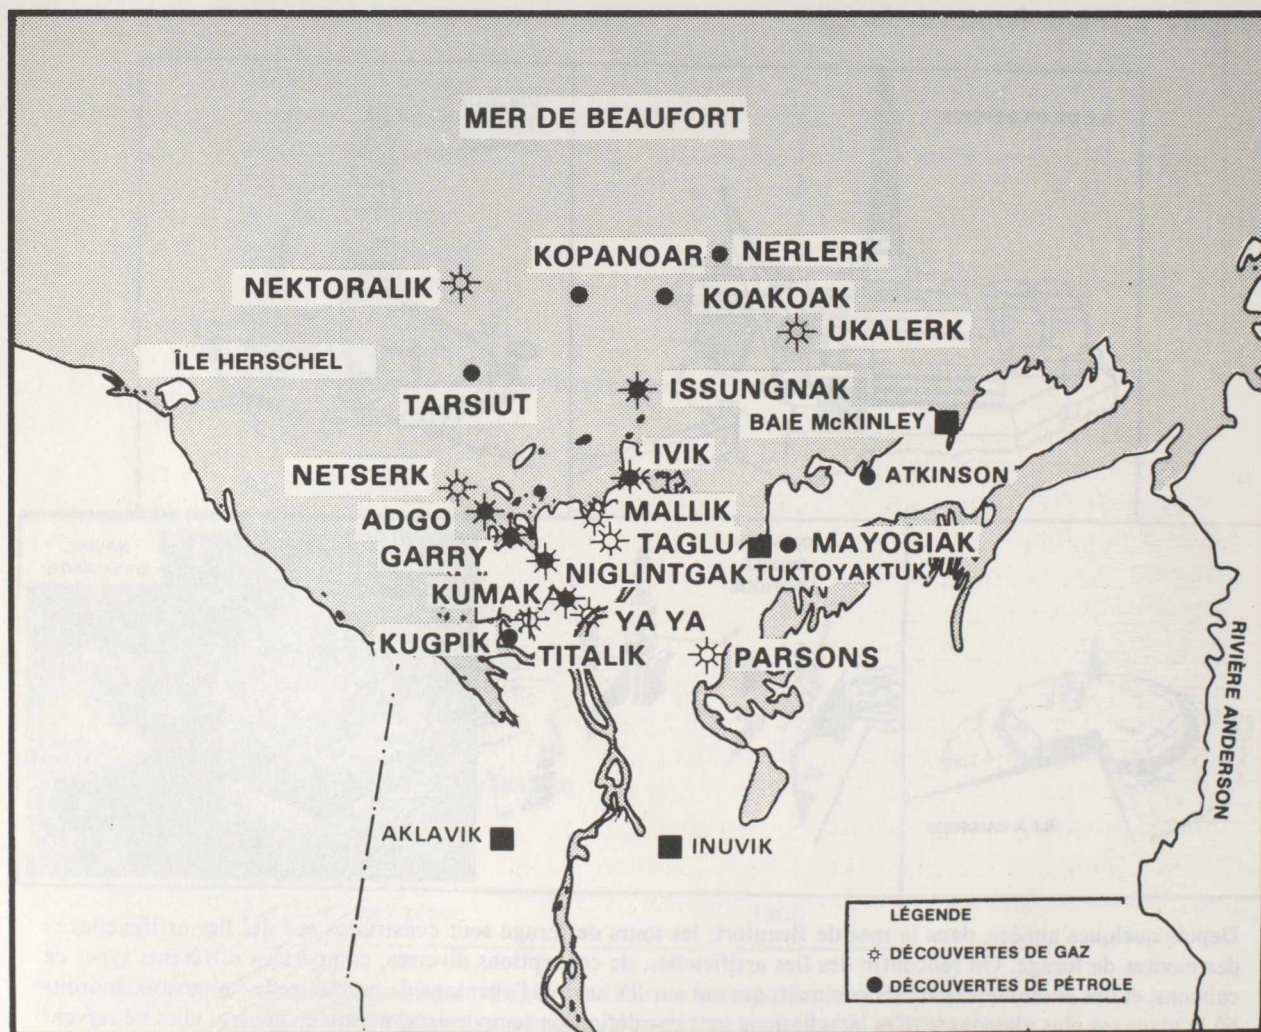 MER DE BEAUFORT
KOPANOAR
NERLERK
NEKTORALIK
KOAKOAK
UKALERK
ÎLE HERSCHEL
TARSIUT
ISSUNGNAK
BAIE McKINLEY
IVIK
NETSERK
ATKINSON
MALLIK
ADGO
TAGLU
MAYOGIAK
GARRY
NIGLINTGAK
TUKTOYAKTUK
KUMAK
YA YA
KUGPIK
TITALIK
PARSONS
RIVIÈRE ANDERSON
AKLAVIK
INUVIK
LÉGENDE
DÉCOUVERTES DE GAZ
DÉCOUVERTES DE PÉTROLE